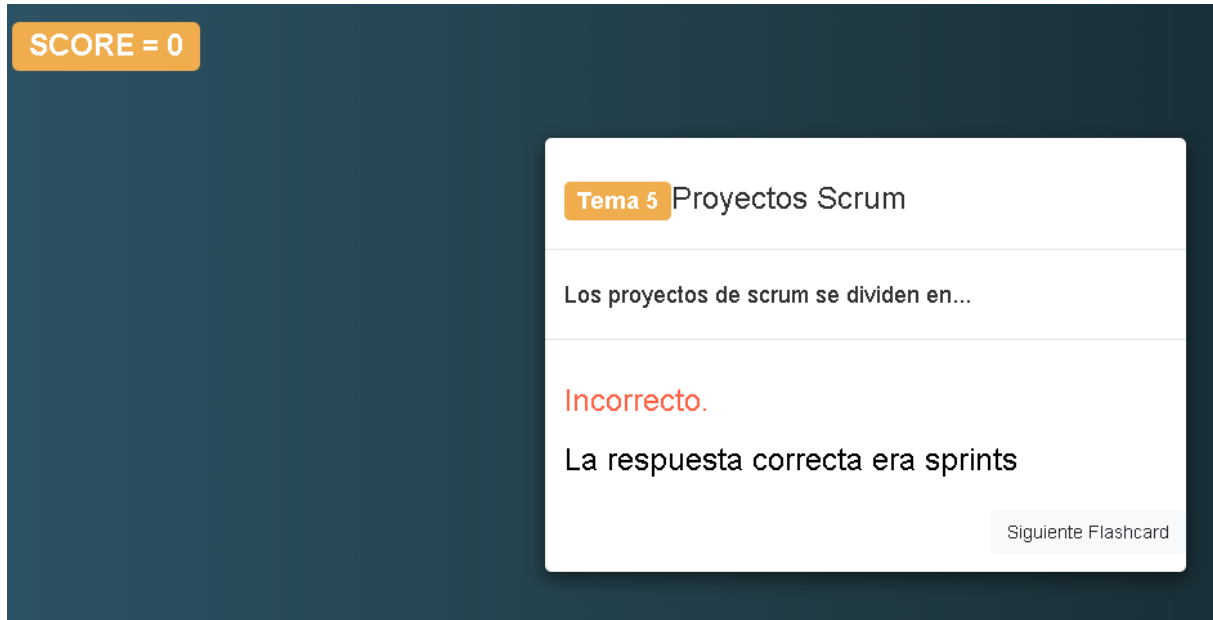 SCORE = 0
Tema 5 Proyectos Scrum
Los proyectos de scrum se dividen en...
Incorrecto.
La respuesta correcta era sprints
Siguiente Flashcard